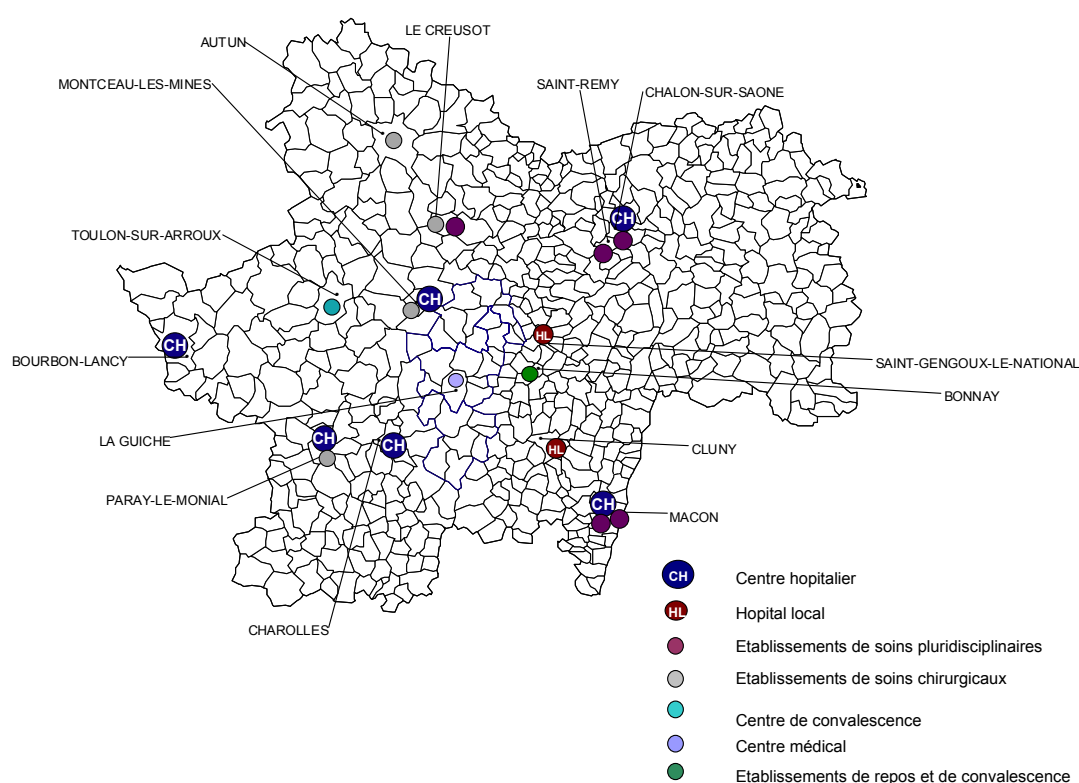 LE CREUSOT
AUTUN
MONTCEAU-LES-MINES
SAINT-REMY
CHALON-SUR-SAONE
CH
TOULON-SUR-ARROUX
CH
HL
CH
BOURBON-LANCY
SAINT-GENGOUX-LE-NATIONAL
BONNAY
LA GUICHE
CH
CH
HL
CLUNY
PARAY-LE-MONIAL
CH
MACON
CH Centre hopitalier
HL Hopital local
CHAROLLES
Etablissements de soins pluridisciplinaires
Etablissements de soins chirurgicaux
Centre de convalescence
Centre médical
Etablissements de repos et de convalescence